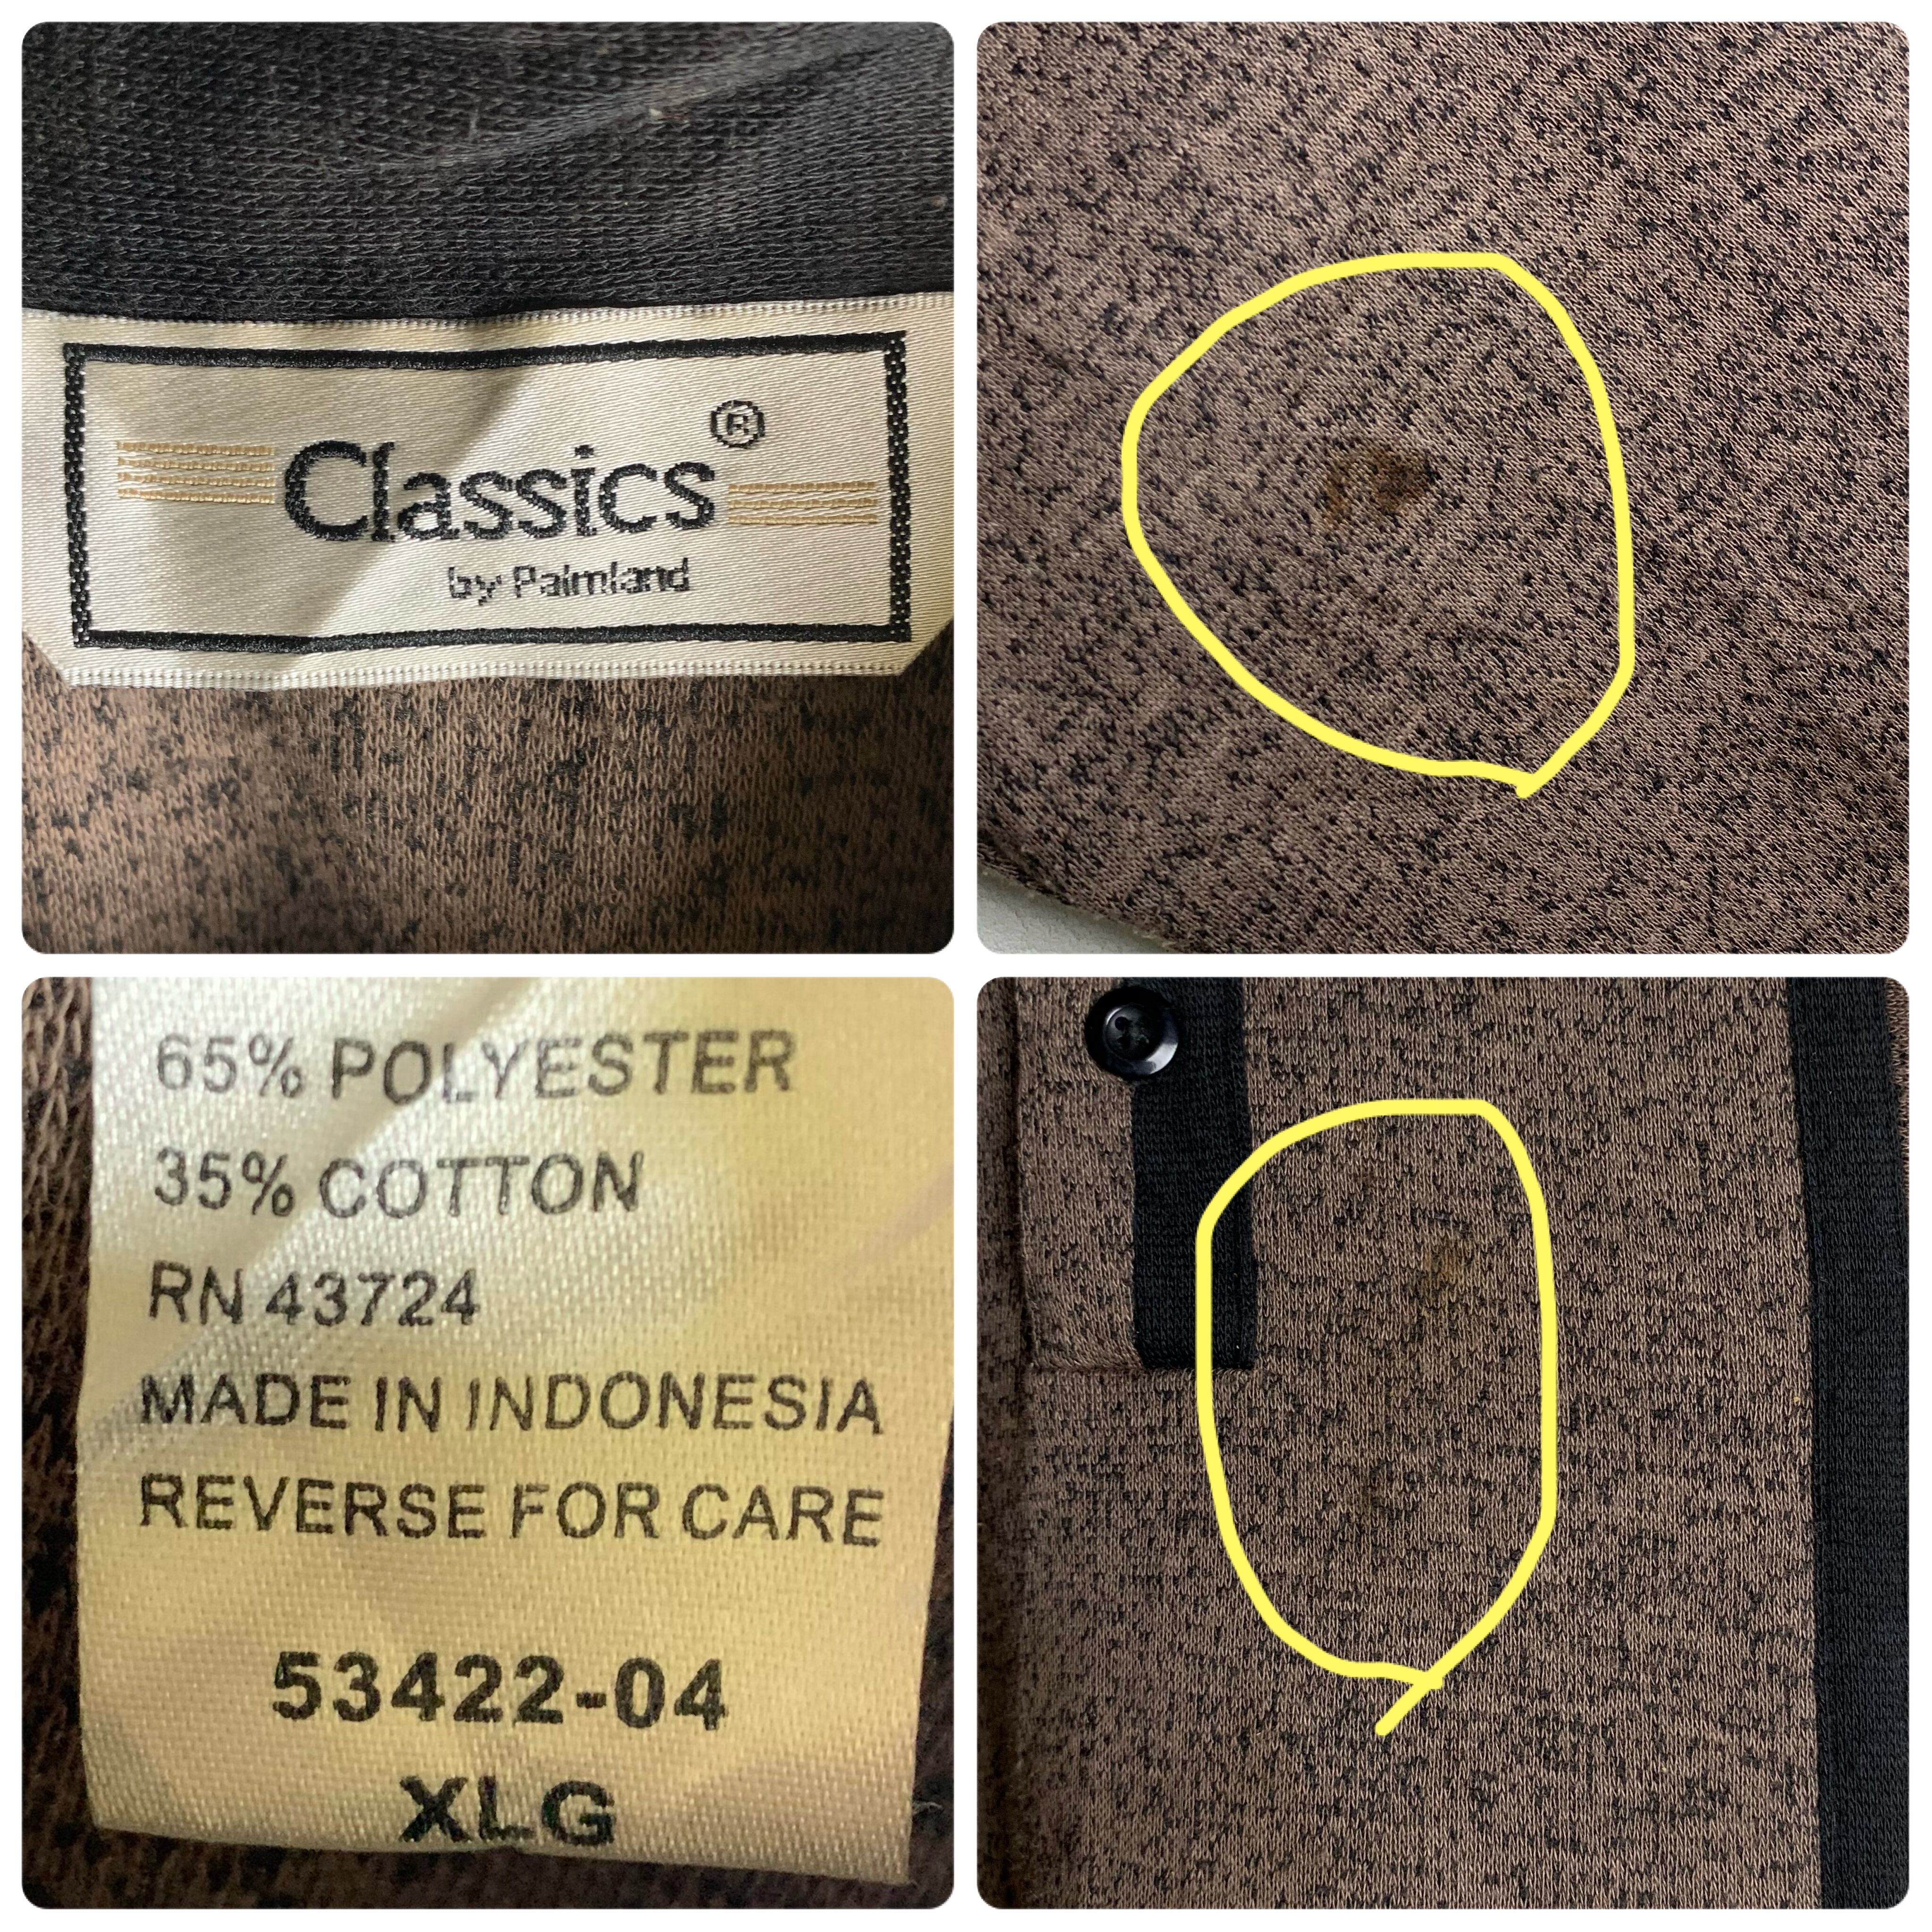 Classics®
by Palmland
65% POLYESTER
35% COTTON
RN 43724
MADE IN INDONESIA
REVERSE FOR CARE
53422-04
XLG